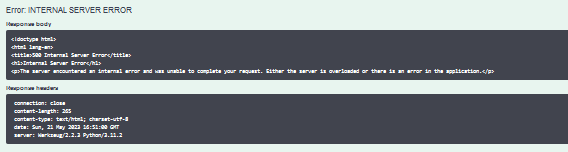 Error: INTERNAL SERVER ERROR
Response body
<!doctype html>
<html lang=en>
<title>500 Internal Server Error</title>
<h1>Internal Server Error</h1>
<p>The server encountered an internal error and was unable to complete your request. Either the server is overloaded or there is an error in the application.</p>
Response headers
connection: close
content-length: 265
content-type: text/html; charset=utf-8
date: Sun, 21 May 2023 16:51:00 GMT
server: Werkzeug/2.2.3 Python/3.11.2